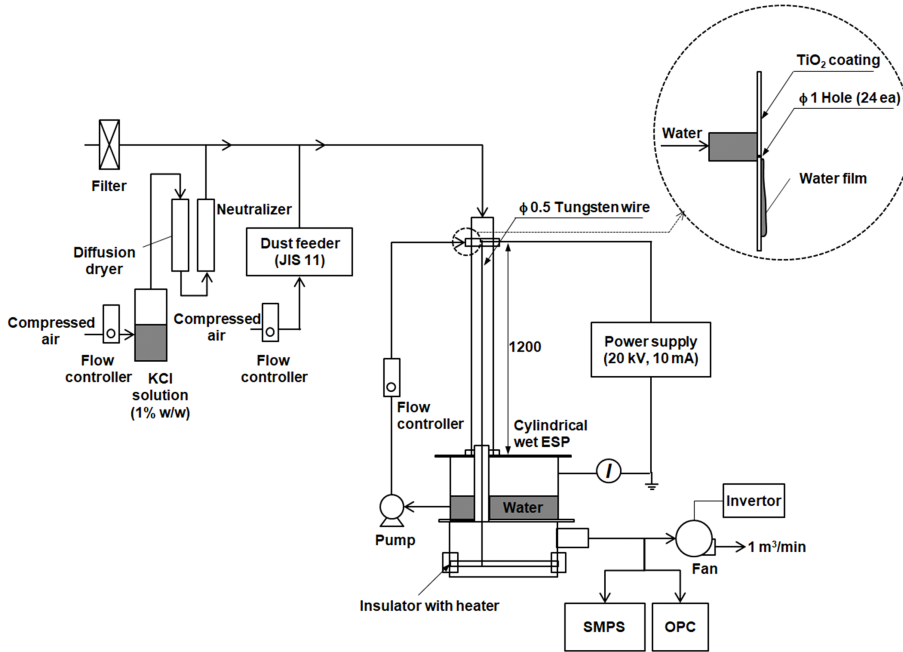 TiO2 coating
ϕ 1 Hole (24 ea)
Water
Water film
Filter
Neutralizer
ϕ 0.5 Tungsten wire
Diffusion
dryer
Dust feeder
(JIS 11)
Compressed
air
Compressed
air
Flow
controller
KCl
solution
(1% w/w)
Flow
controller
1200
Power supply
(20 kV, 10 mA)
Flow
controller
Cylindrical
wet ESP
I
Water
Pump
Invertor
1 m³/min
Fan
Insulator with heater
SMPS
OPC